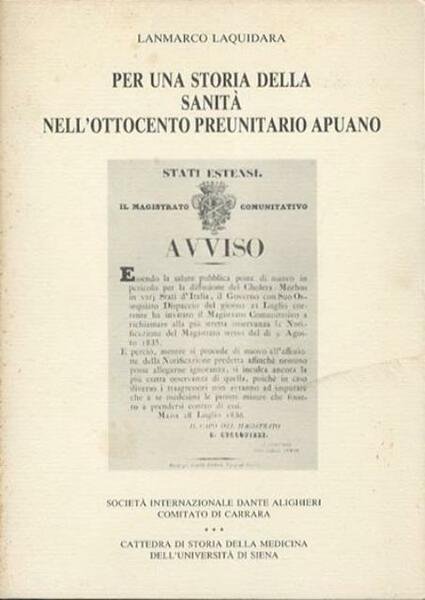 LANMARCO LAQUIDARA
PER UNA STORIA DELLA
SANITÀ
NELL'OTTOCENTO PREUNITARIO APUANO
STATI ESTENSI.
IL MAGISTRATO COMUNITATIVO
AVVISO
Essendo la salute pubblica posta di nuovo in
pericolo per la diffusione del Cholera Morbus
in varj Stati d'Italia, il Governo con Suo Os-
sequiato Dispaccio del giorno 21 Luglio cor-
rente ha invitato il Magistrato Comunitativo a
richiamare alla più stretta osservanza la Noti-
ficazione del Magistrato stesso del di 9 Agosto
1835.
E perciò, mentre si procede di nuovo all'affissione
della Notificazione predetta affinchè nessuno
possa allegarne ignoranza, si inculca ancora la
più esatta osservanza di quella, poichè in caso
diverso i trasgressori non avranno ad imputare
che a se medesimi le pronte misure che
a prendersi contro di essi.
Massa 28 Luglio 1836.
IL CAPO DEL MAGISTRATO
SOCIETÀ INTERNAZIONALE DANTE ALIGHIERI
COMITATO DI CARRARA
***
CATTEDRA DI STORIA DELLA MEDICINA
DELL'UNIVERSITÀ DI SIENA